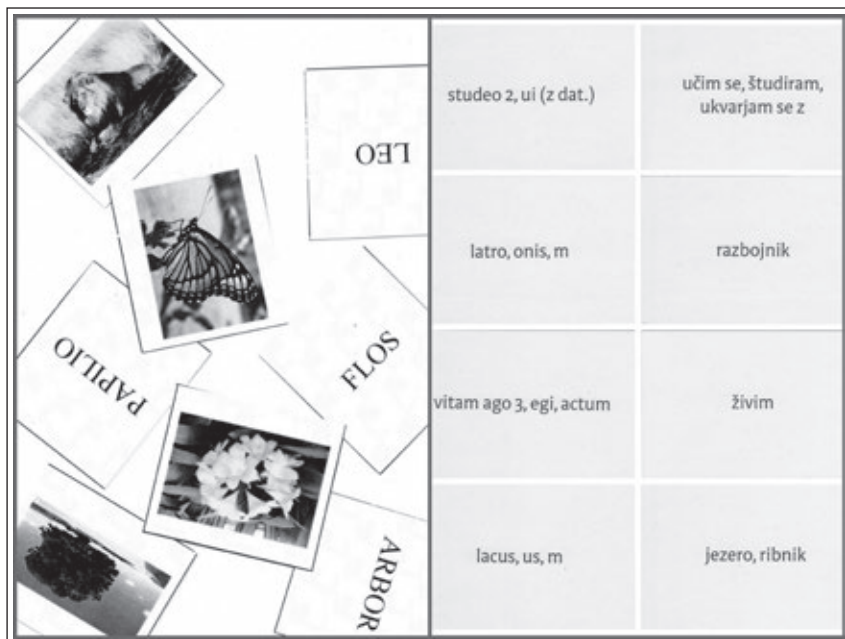 LEO
PAPILIO
FLOS
ARBOR
studeo 2, ui (z dat.)
učim se, študiram,
ukvarjam se z
latro, onis, m
razbojnik
vitam ago 3, egi, actum
živim
lacus, us, m
jezero, ribnik